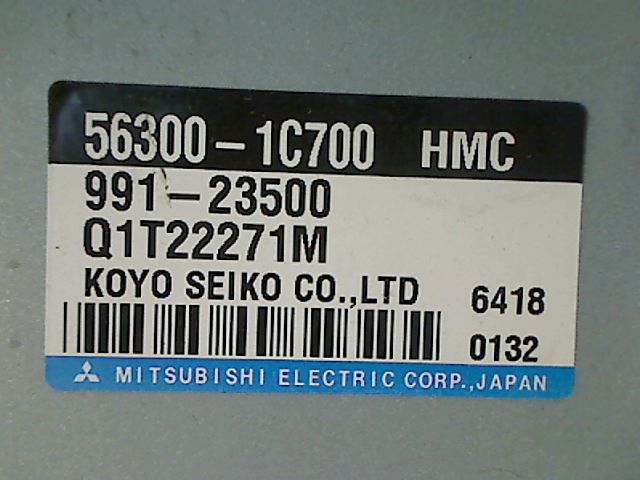 56300-1C700 HMC
991-23500
Q1T22271M
KOYO SEIKO CO.,LTD 6418
0132
MITSUBISHI ELECTRIC CORP.,JAPAN